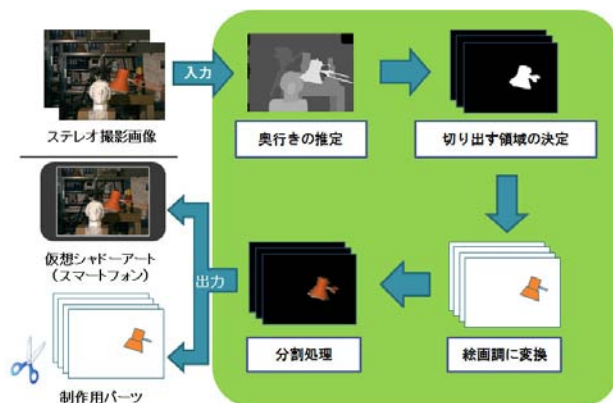 入力
ステレオ撮影画像
奥行きの推定
切り出す領域の決定
仮想シャドーアート
(スマートフォン)
出力
分割処理
絵画調に変換
制作用パーツ